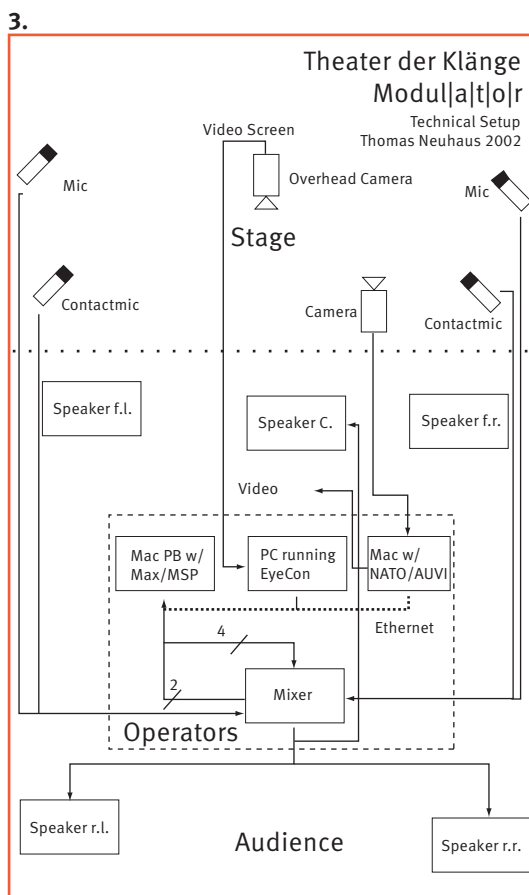 3.
Theater der Klänge
Modul|a|t|o|r
Technical Setup
Thomas Neuhaus 2002
Video Screen
Overhead Camera
Mic
Mic
Stage
Contactmic
Camera
Contactmic
Speaker f.l.
Speaker C.
Speaker f.r.
Video
Mac PB w/
Max/MSP
PC running
EyeCon
Mac w/
NATO/AUVI
Ethernet
4
2
Mixer
Operators
Speaker r.l.
Audience
Speaker r.r.